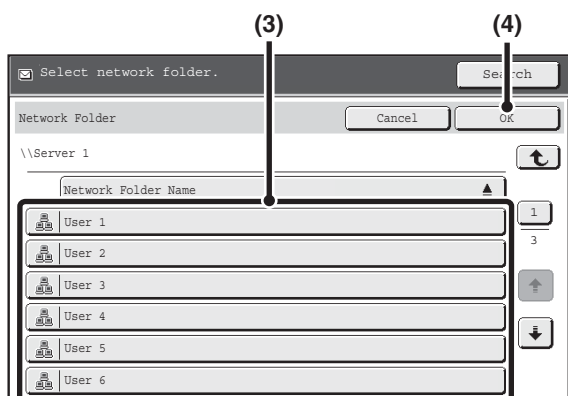 (3) (4)
Select network folder. Search
Network Folder Cancel OK
\\Server 1
Network Folder Name
User 1 1
User 2 3
User 3
User 4
User 5
User 6